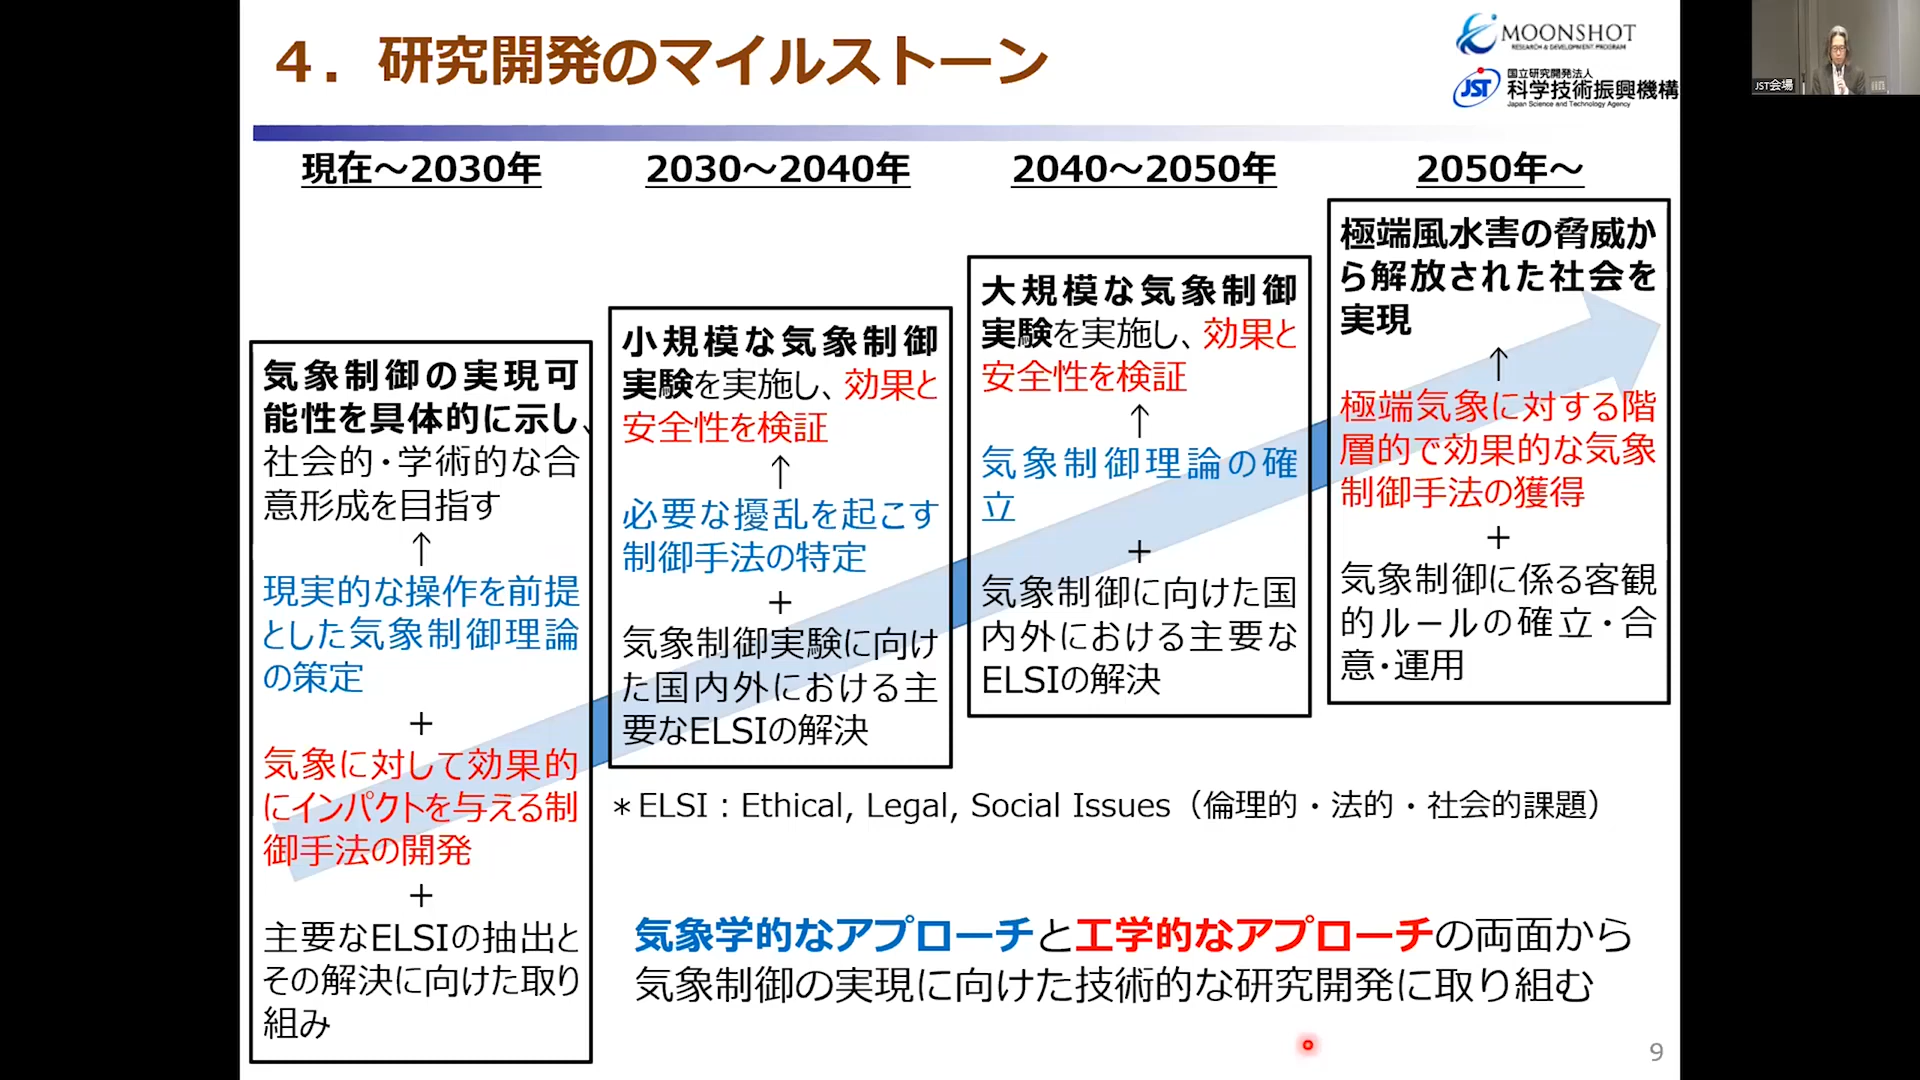 ４．研究開発のマイルストーン
MOONSHOT
RESEARCH & DEVELOPMENT PROGRAM
国立研究開発法人
JST
科学技術振興機構
Japan Science and Technology Agency
JST会場
現在～2030年
気象制御の実現可
能性を具体的に示し、
社会的・学術的な合
意形成を目指す
↑
現実的な操作を前提
とした気象制御理論
の策定
＋
気象に対して効果的
にインパクトを与える制
御手法の開発
＋
主要なELSIの抽出と
その解決に向けた取り
組み
2030～2040年
小規模な気象制御
実験を実施し、効果と
安全性を検証
↑
必要な擾乱を起こす
制御手法の特定
＋
気象制御実験に向け
た国内外における主
要なELSIの解決
2040～2050年
大規模な気象制御
実験を実施し、効果と
安全性を検証
↑
気象制御理論の確
立
＋
気象制御に向けた国
内外における主要な
ELSIの解決
2050年～
極端風水害の脅威か
ら解放された社会を
実現
↑
極端気象に対する階
層的で効果的な気象
制御手法の獲得
＋
気象制御に係る客観
的ルールの確立・合
意・運用
＊ELSI：Ethical, Legal, Social Issues（倫理的・法的・社会的課題）
気象学的なアプローチと工学的なアプローチの両面から
気象制御の実現に向けた技術的な研究開発に取り組む
9